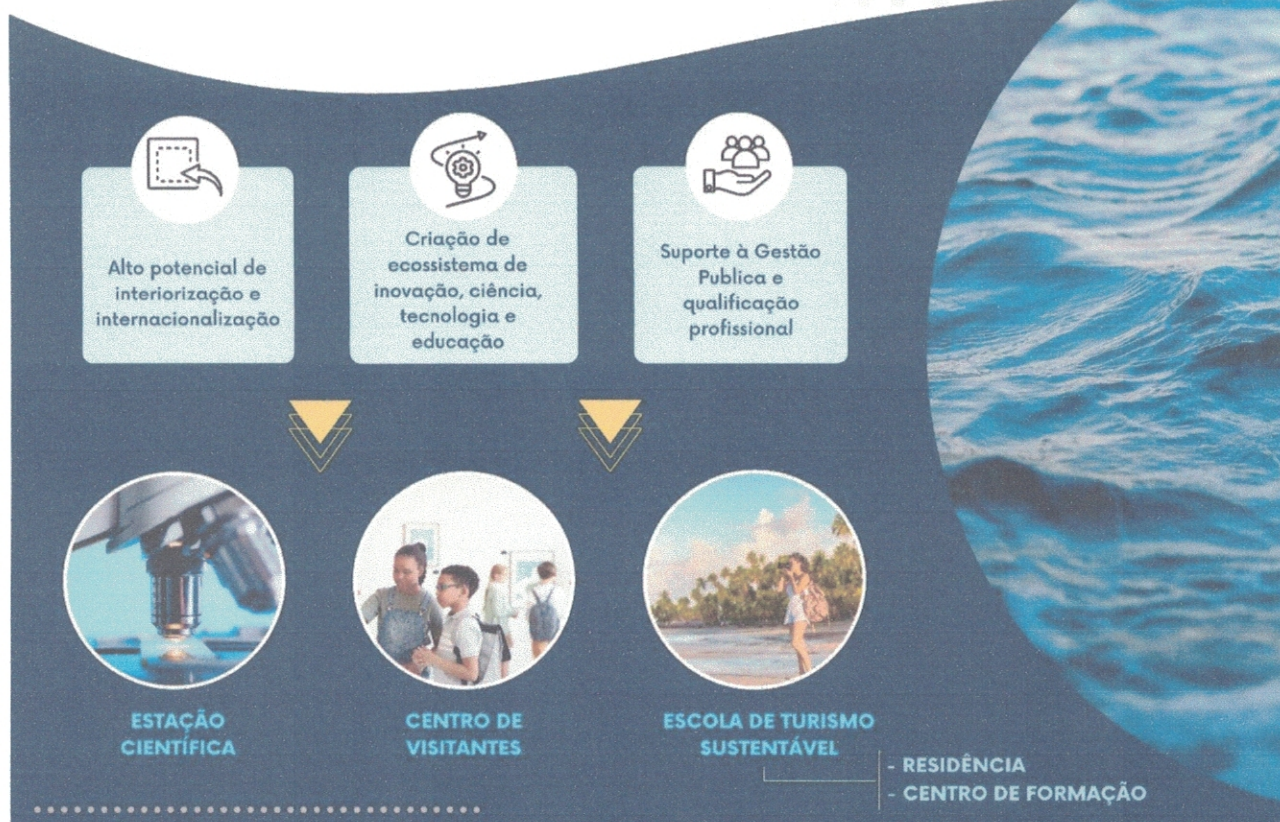 Alto potencial de
interiorização e
internacionalização
Criação de
ecossistema de
inovação, ciência,
tecnologia e
educação
Suporte à Gestão
Publica e
qualificação
profissional
ESTAÇÃO
CIENTÍFICA
CENTRO DE
VISITANTES
ESCOLA DE TURISMO
SUSTENTÁVEL
- RESIDÊNCIA
- CENTRO DE FORMAÇÃO